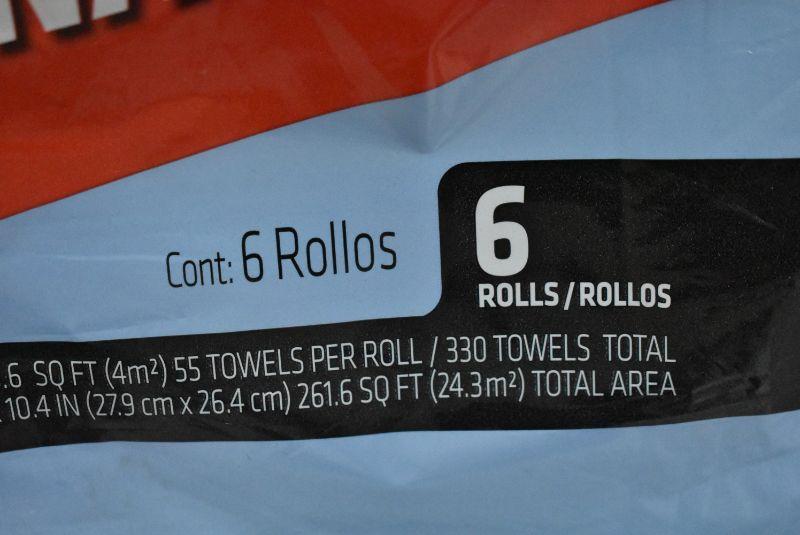 Cont: 6 Rollos
6
ROLLS / ROLLOS
.6 SQ FT (4m²) 55 TOWELS PER ROLL / 330 TOWELS TOTAL
10.4 IN (27.9 cm x 26.4 cm) 261.6 SQ FT (24.3m²) TOTAL AREA